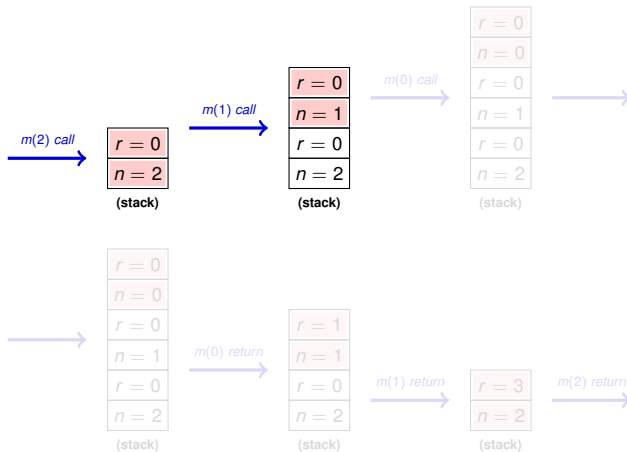 m(2) call
r = 0
n = 2
(stack)
m(1) call
r = 0
n = 1
r = 0
n = 2
(stack)
m(0) call
r = 0
n = 0
r = 0
n = 1
r = 0
n = 2
(stack)
r = 0
n = 0
r = 0
n = 1
r = 0
n = 2
(stack)
m(0) return
r = 1
n = 1
r = 0
n = 2
(stack)
m(1) return
r = 3
n = 2
(stack)
m(2) return